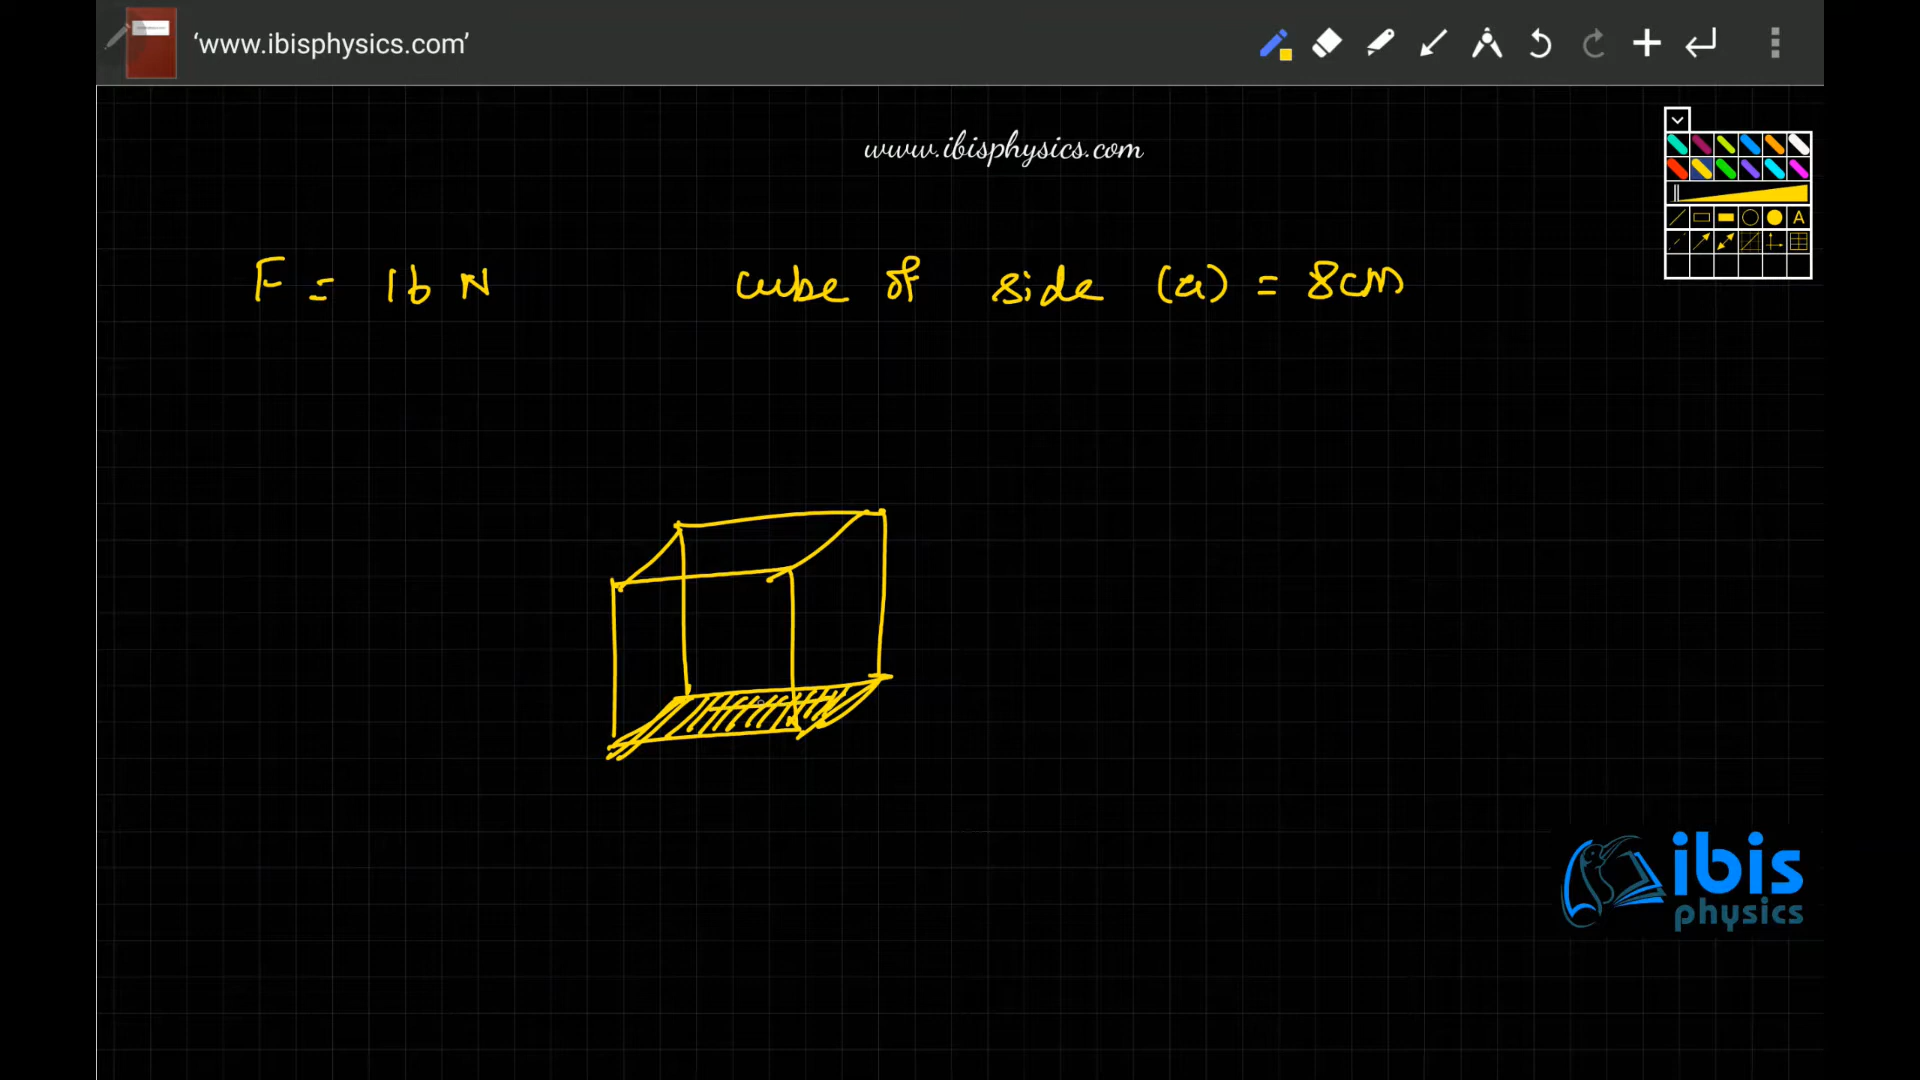 ‘www.ibisphysics.com’
www.ibisphysics.com
F = 16 N cube of side (a) = 8cm
A
ibis
physics